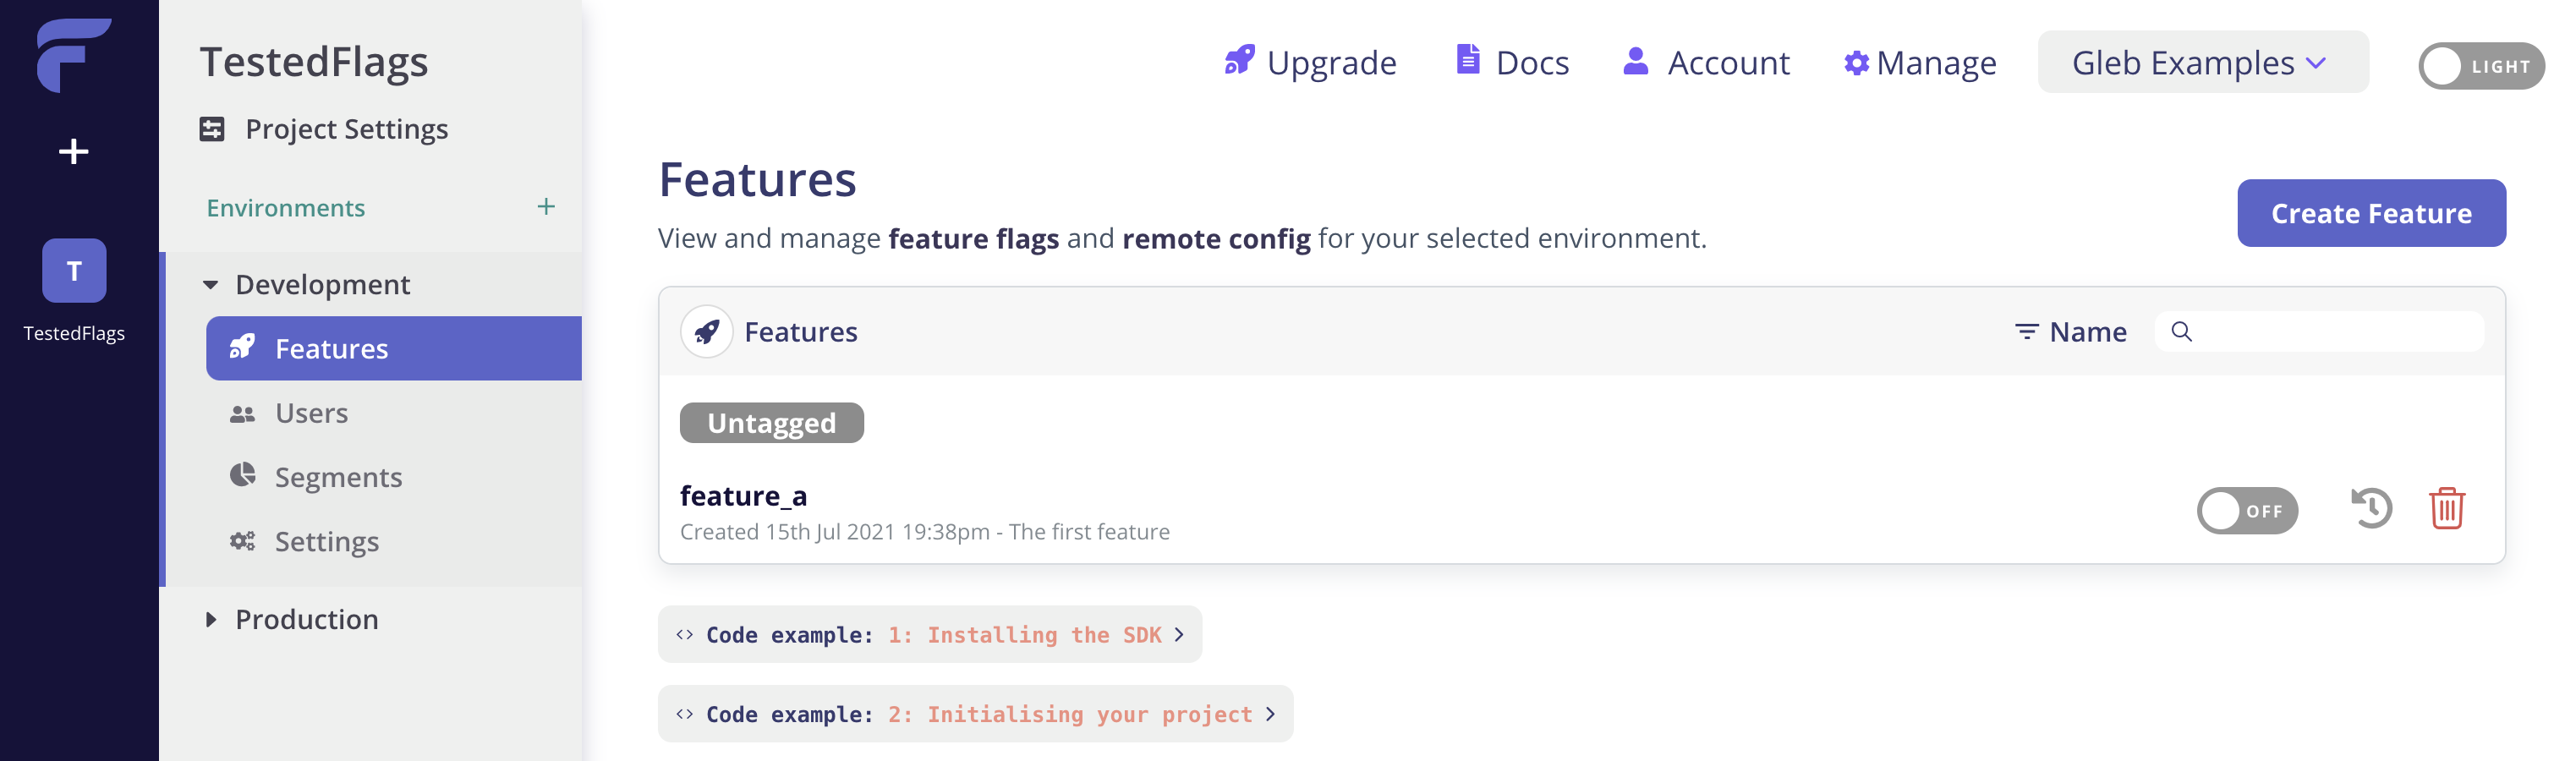 TestedFlags
Project Settings
Environments
Development
Features
Users
Segments
Settings
Production
T
TestedFlags
Upgrade
Docs
Account
Manage
Gleb Examples
LIGHT
Features
View and manage feature flags and remote config for your selected environment.
Create Feature
Features
Name
Untagged
feature_a
Created 15th Jul 2021 19:38pm - The first feature
OFF
<> Code example: 1: Installing the SDK
<> Code example: 2: Initialising your project